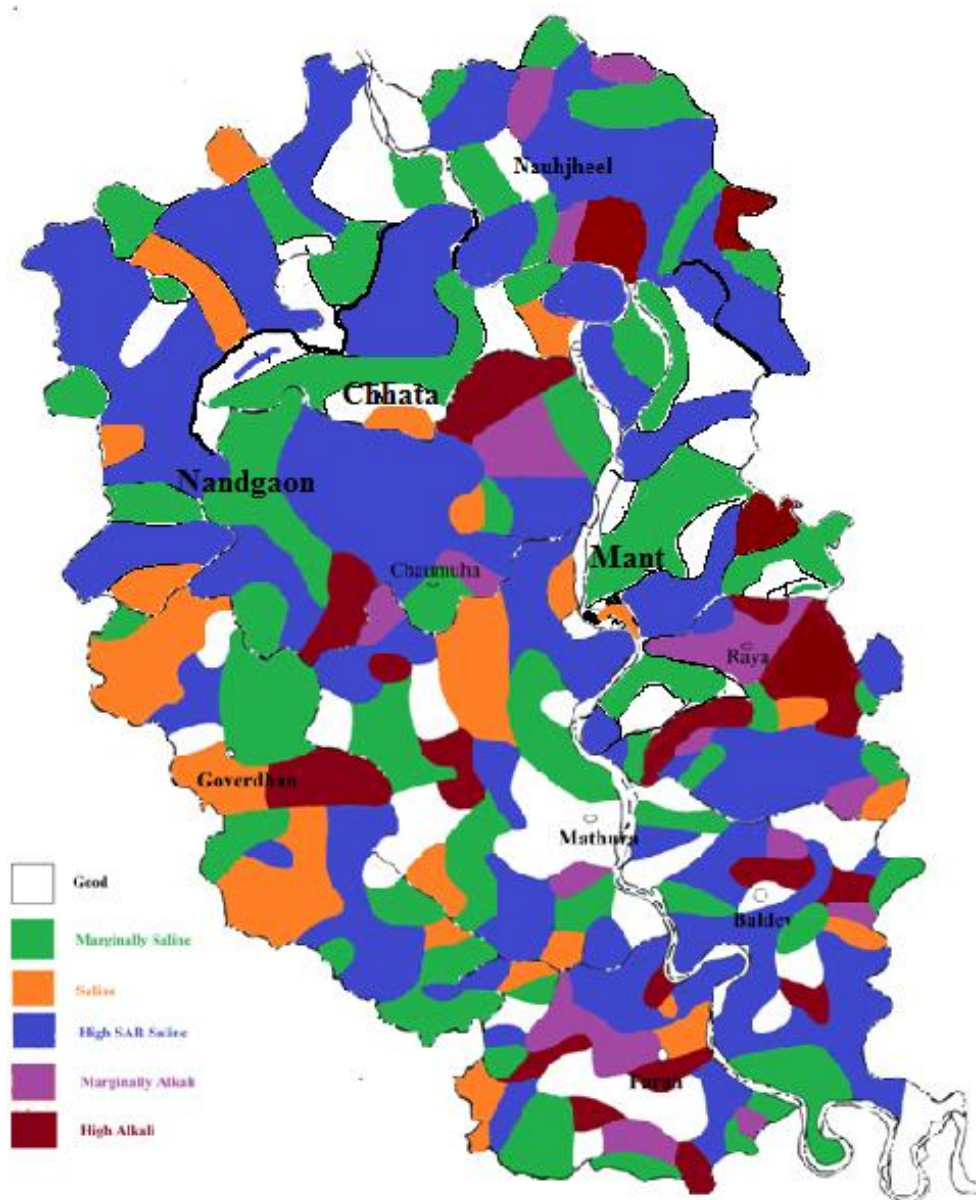 Nauhjheel
Chhata
Nandgaon
Mant
Chaumuha
Raya
Goverdhan
Mathura
Baldev
Farah
Good
Marginally Saline
Saline
High SAR Saline
Marginally Alkali
High Alkali